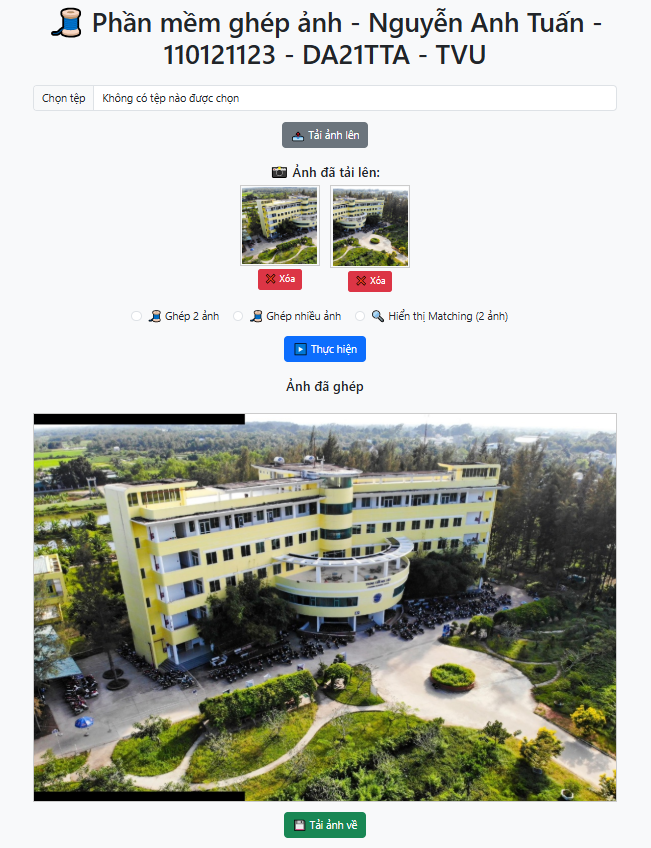 Phần mềm ghép ảnh - Nguyễn Anh Tuấn -
110121123 - DA21TTA - TVU
Chọn tệp Không có tệp nào được chọn
Tải ảnh lên
Ảnh đã tải lên:
Xóa Xóa
Ghép 2 ảnh Ghép nhiều ảnh Hiển thị Matching (2 ảnh)
Thực hiện
Ảnh đã ghép
Tải ảnh về